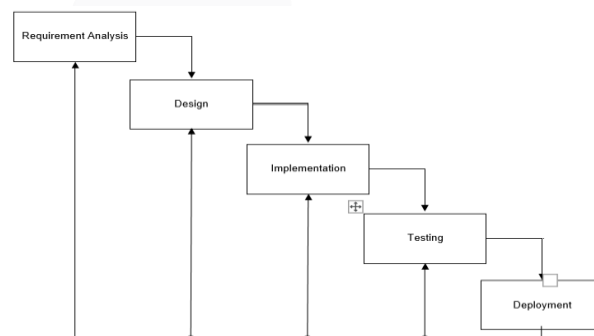 Requirement Analysis
Design
Implementation
Testing
Deployment